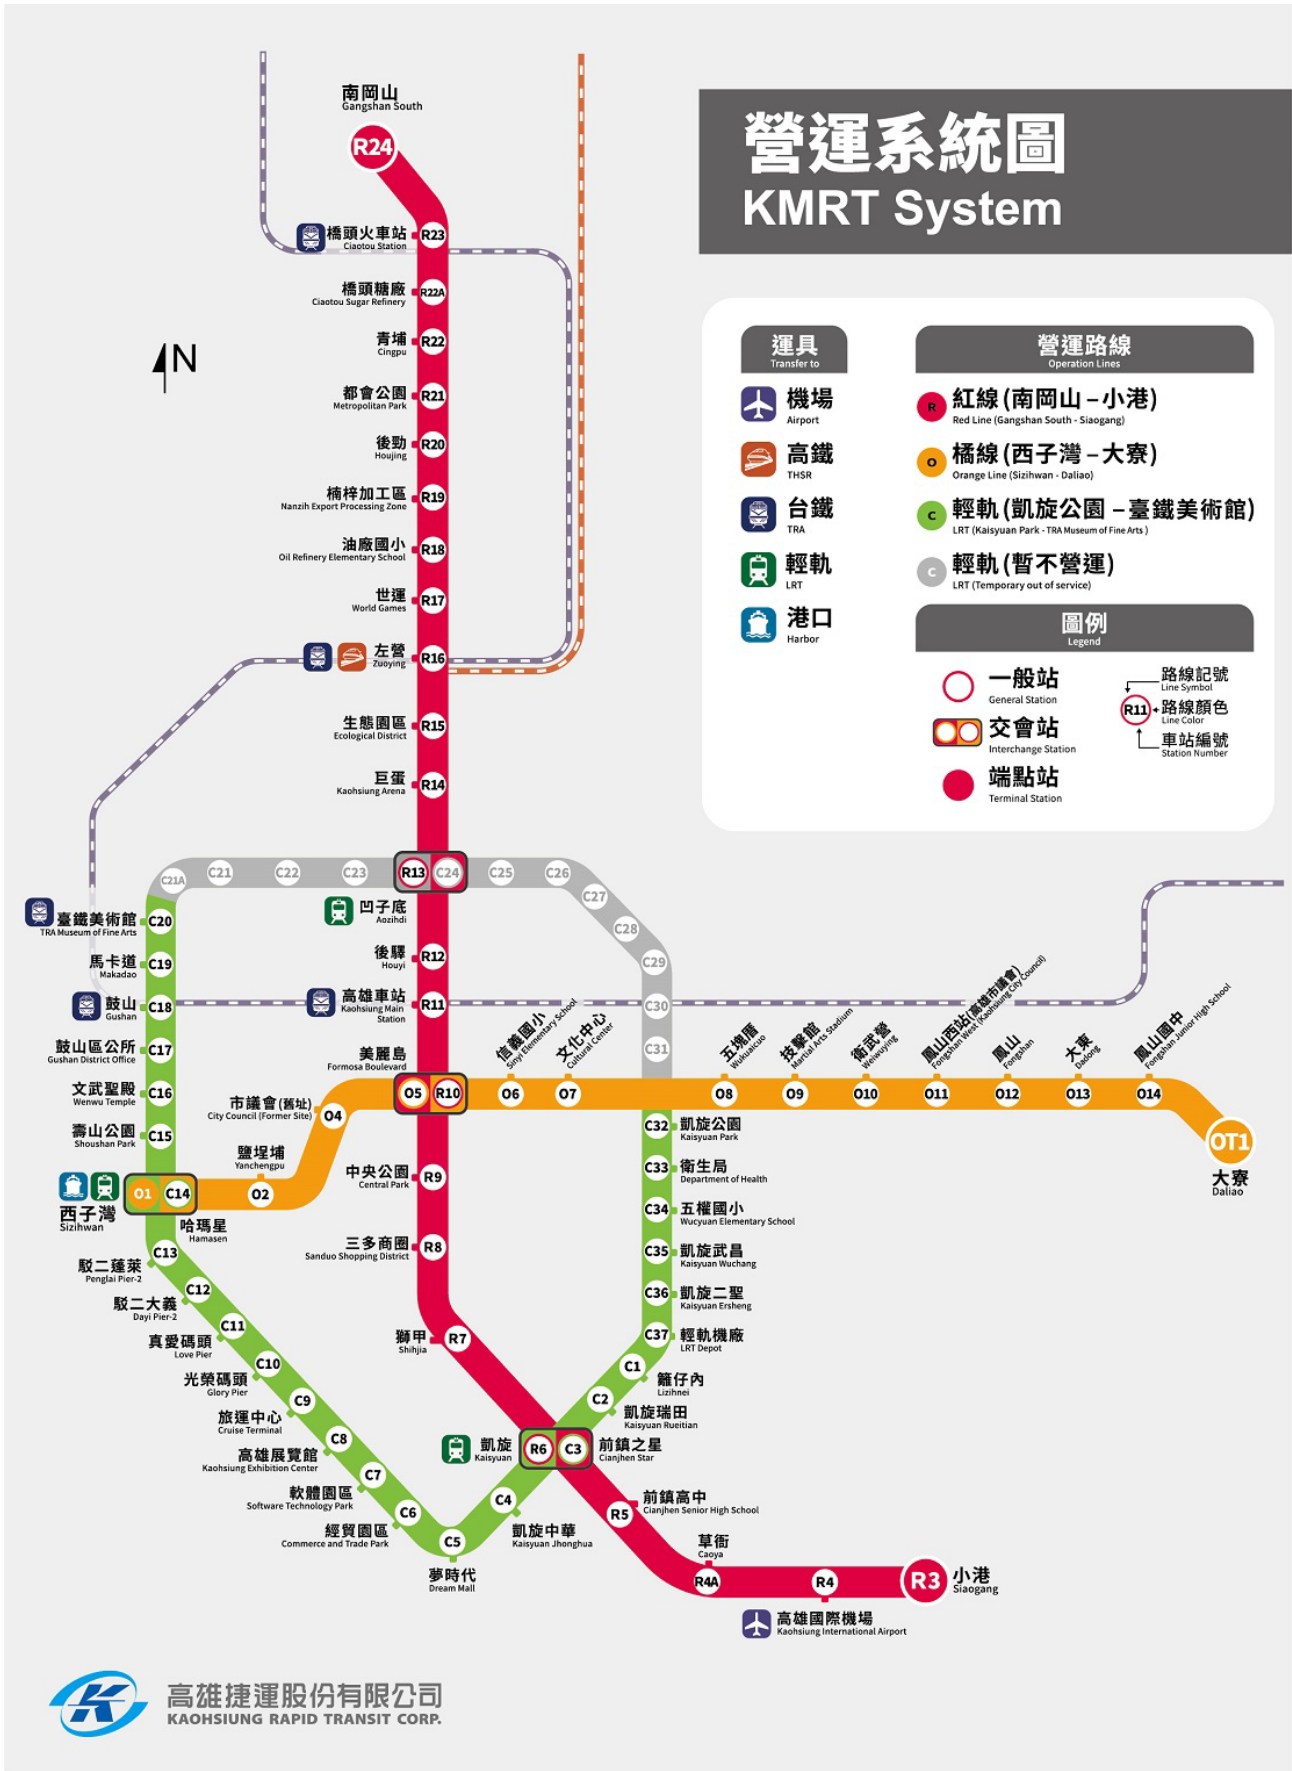 營運系統圖
KMRT System
南岡山
Gangshan South
R24
橋頭火車站
Ciaotou Station
R23
橋頭糖廠
Ciaotou Sugar Refinery
R22A
青埔
Cingpu
R22
都會公園
Metropolitan Park
R21
後勁
Houjing
R20
楠梓加工區
Nanzih Export Processing Zone
R19
油廠國小
Oil Refinery Elementary School
R18
世運
World Games
R17
左營
Zuoying
R16
生態園區
Ecological District
R15
巨蛋
Kaohsiung Arena
R14
N
運具
Transfer to
機場
Airport
高鐵
THSR
台鐵
TRA
輕軌
LRT
港口
Harbor
營運路線
Operation Lines
R
紅線(南岡山–小港)
Red Line (Gangshan South - Siaogang)
O
橘線(西子灣–大寮)
Orange Line (Sizihwan - Daliao)
C
輕軌(凱旋公園–臺鐵美術館)
LRT (Kaisyuan Park - TRA Museum of Fine Arts )
C
輕軌(暫不營運)
LRT (Temporary out of service)
圖例
Legend
一般站
General Station
交會站
Interchange Station
端點站
Terminal Station
路線記號
Line Symbol
R11
路線顏色
Line Color
車站編號
Station Number
C21A
C21
C22
C23
R13
C24
C25
C26
C27
C28
C29
C30
C31
凹子底
Aozihdi
後驛
Houyi
R12
高雄車站
Kaohsiung Main
Station
R11
美麗島
Formosa Boulevard
O5
R10
臺鐵美術館
TRA Museum of Fine Arts
C20
馬卡道
Makadao
C19
鼓山
Gushan
C18
鼓山區公所
Gushan District Office
C17
文武聖殿
Wenwu Temple
C16
壽山公園
Shoushan Park
C15
西子灣
Sizihwan
O1
C14
哈瑪星
Hamasen
鹽埕埔
Yanchengpu
O2
市議會(舊址)
City Council (Former Site)
O4
信義國小
Sinyi Elementary School
O6
文化中心
Cultural Center
O7
五塊厝
Wukuaicuo
O8
技擊館
Martial Arts Stadium
O9
衛武營
Weiwuying
O10
鳳山西站(高雄市議會)
Fongshan West (Kaohsiung City Council)
O11
鳳山
Fongshan
O12
大東
Dadong
O13
鳳山國中
Fongshan Junior High School
O14
OT1
大寮
Daliao
中央公園
Central Park
R9
三多商圈
Sanduo Shopping District
R8
獅甲
Shihjia
R7
C32
凱旋公園
Kaisyuan Park
C33
衛生局
Department of Health
C34
五權國小
Wucyuan Elementary School
C35
凱旋武昌
Kaisyuan Wuchang
C36
凱旋二聖
Kaisyuan Ersheng
C37
輕軌機廠
LRT Depot
C1
籬仔內
Lizihnei
C2
凱旋瑞田
Kaisyuan Rueitian
凱旋
Kaisyuan
R6
C3
前鎮之星
Cianjhen Star
C13
駁二蓬萊
Penglai Pier-2
C12
駁二大義
Dayi Pier-2
C11
真愛碼頭
Love Pier
C10
光榮碼頭
Glory Pier
C9
旅運中心
Cruise Terminal
C8
高雄展覽館
Kaohsiung Exhibition Center
C7
軟體園區
Software Technology Park
C6
經貿園區
Commerce and Trade Park
C5
夢時代
Dream Mall
C4
凱旋中華
Kaisyuan Jhonghua
R5
前鎮高中
Cianjhen Senior High School
草衙
Caoya
R4A
R4
高雄國際機場
Kaohsiung International Airport
R3
小港
Siaogang
高雄捷運股份有限公司
KAOHSIUNG RAPID TRANSIT CORP.